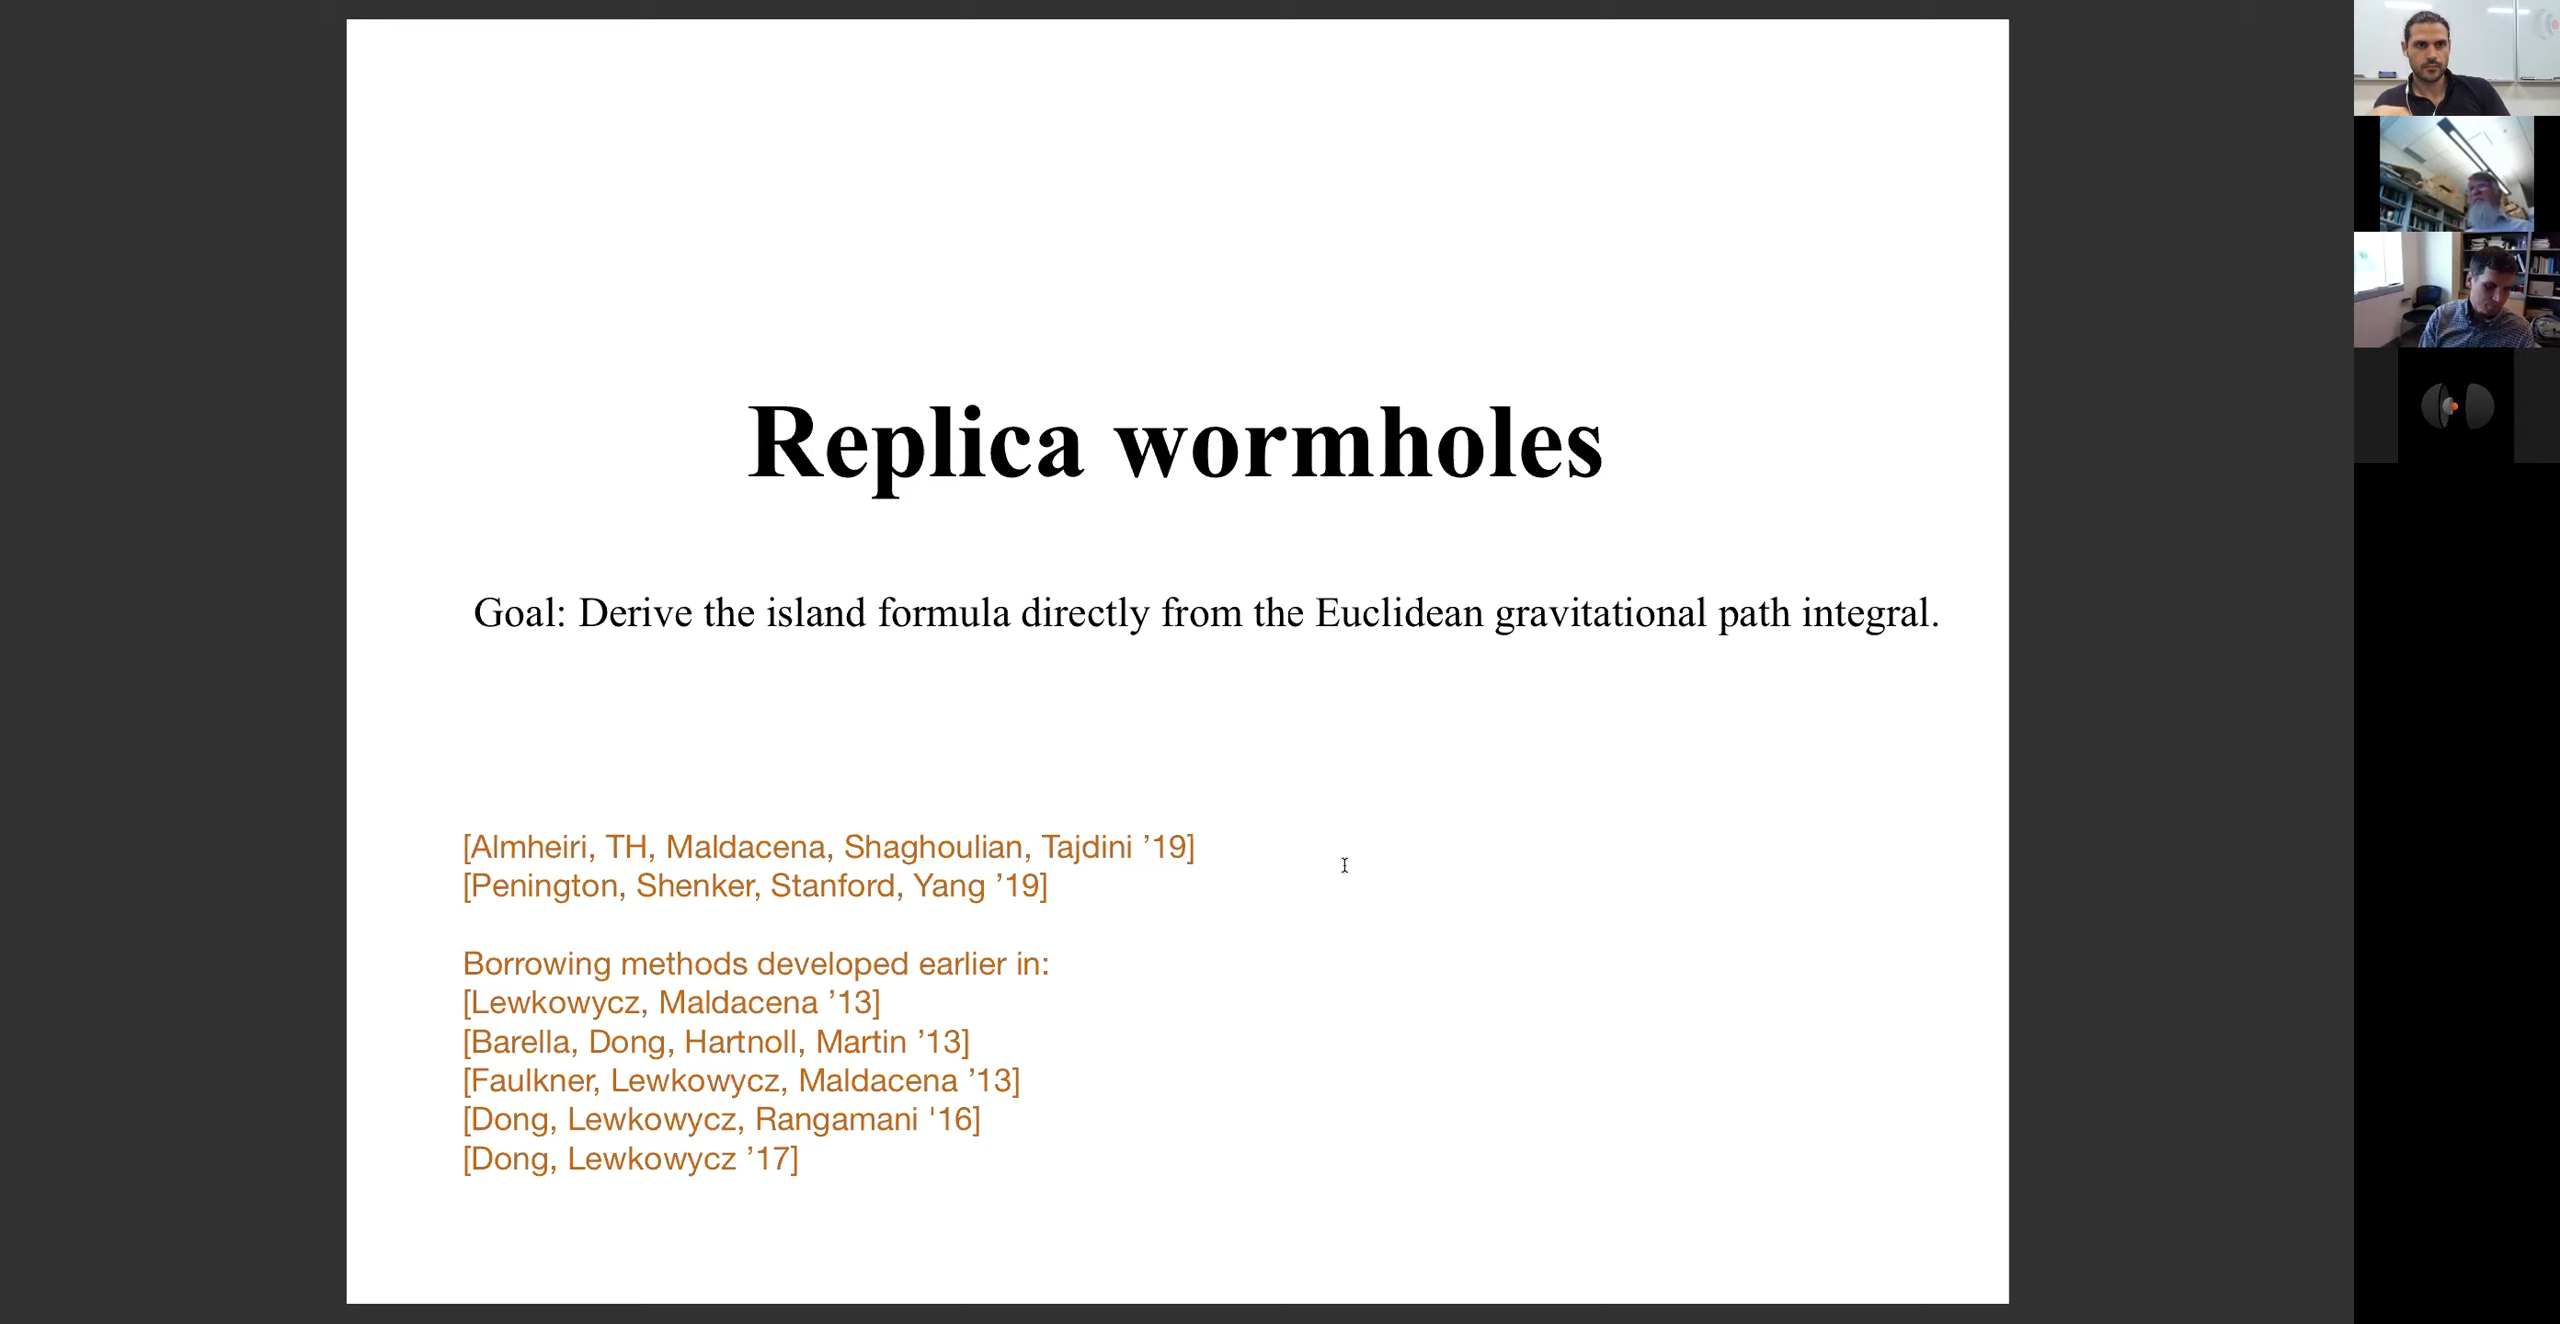 Replica wormholes
Goal: Derive the island formula directly from the Euclidean gravitational path integral.
[Almheiri, TH, Maldacena, Shaghoulian, Tajdini ’19]
[Penington, Shenker, Stanford, Yang ’19]
Borrowing methods developed earlier in:
[Lewkowycz, Maldacena ’13]
[Barella, Dong, Hartnoll, Martin ’13]
[Faulkner, Lewkowycz, Maldacena ’13]
[Dong, Lewkowycz, Rangamani '16]
[Dong, Lewkowycz ’17]